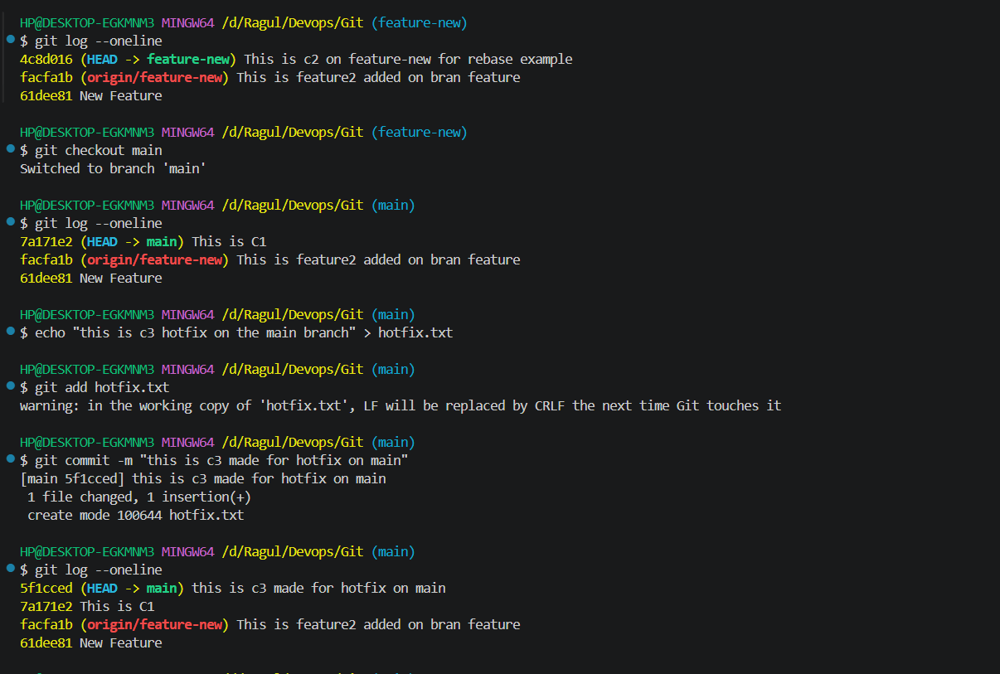 HP@DESKTOP-EGKMNM3 MINGW64 /d/Ragul/Devops/Git (feature-new)
$ git log --oneline
4c8d016 (HEAD -> feature-new) This is c2 on feature-new for rebase example
facfa1b (origin/feature-new) This is feature2 added on bran feature
61dee81 New Feature
HP@DESKTOP-EGKMNM3 MINGW64 /d/Ragul/Devops/Git (feature-new)
$ git checkout main
Switched to branch 'main'
HP@DESKTOP-EGKMNM3 MINGW64 /d/Ragul/Devops/Git (main)
$ git log --oneline
7a171e2 (HEAD -> main) This is C1
facfa1b (origin/feature-new) This is feature2 added on bran feature
61dee81 New Feature
HP@DESKTOP-EGKMNM3 MINGW64 /d/Ragul/Devops/Git (main)
$ echo "this is c3 hotfix on the main branch" > hotfix.txt
HP@DESKTOP-EGKMNM3 MINGW64 /d/Ragul/Devops/Git (main)
$ git add hotfix.txt
warning: in the working copy of 'hotfix.txt', LF will be replaced by CRLF the next time Git touches it
HP@DESKTOP-EGKMNM3 MINGW64 /d/Ragul/Devops/Git (main)
$ git commit -m "this is c3 made for hotfix on main"
[main 5f1cced] this is c3 made for hotfix on main
1 file changed, 1 insertion(+)
create mode 100644 hotfix.txt
HP@DESKTOP-EGKMNM3 MINGW64 /d/Ragul/Devops/Git (main)
$ git log --oneline
5f1cced (HEAD -> main) this is c3 made for hotfix on main
7a171e2 This is C1
facfa1b (origin/feature-new) This is feature2 added on bran feature
61dee81 New Feature